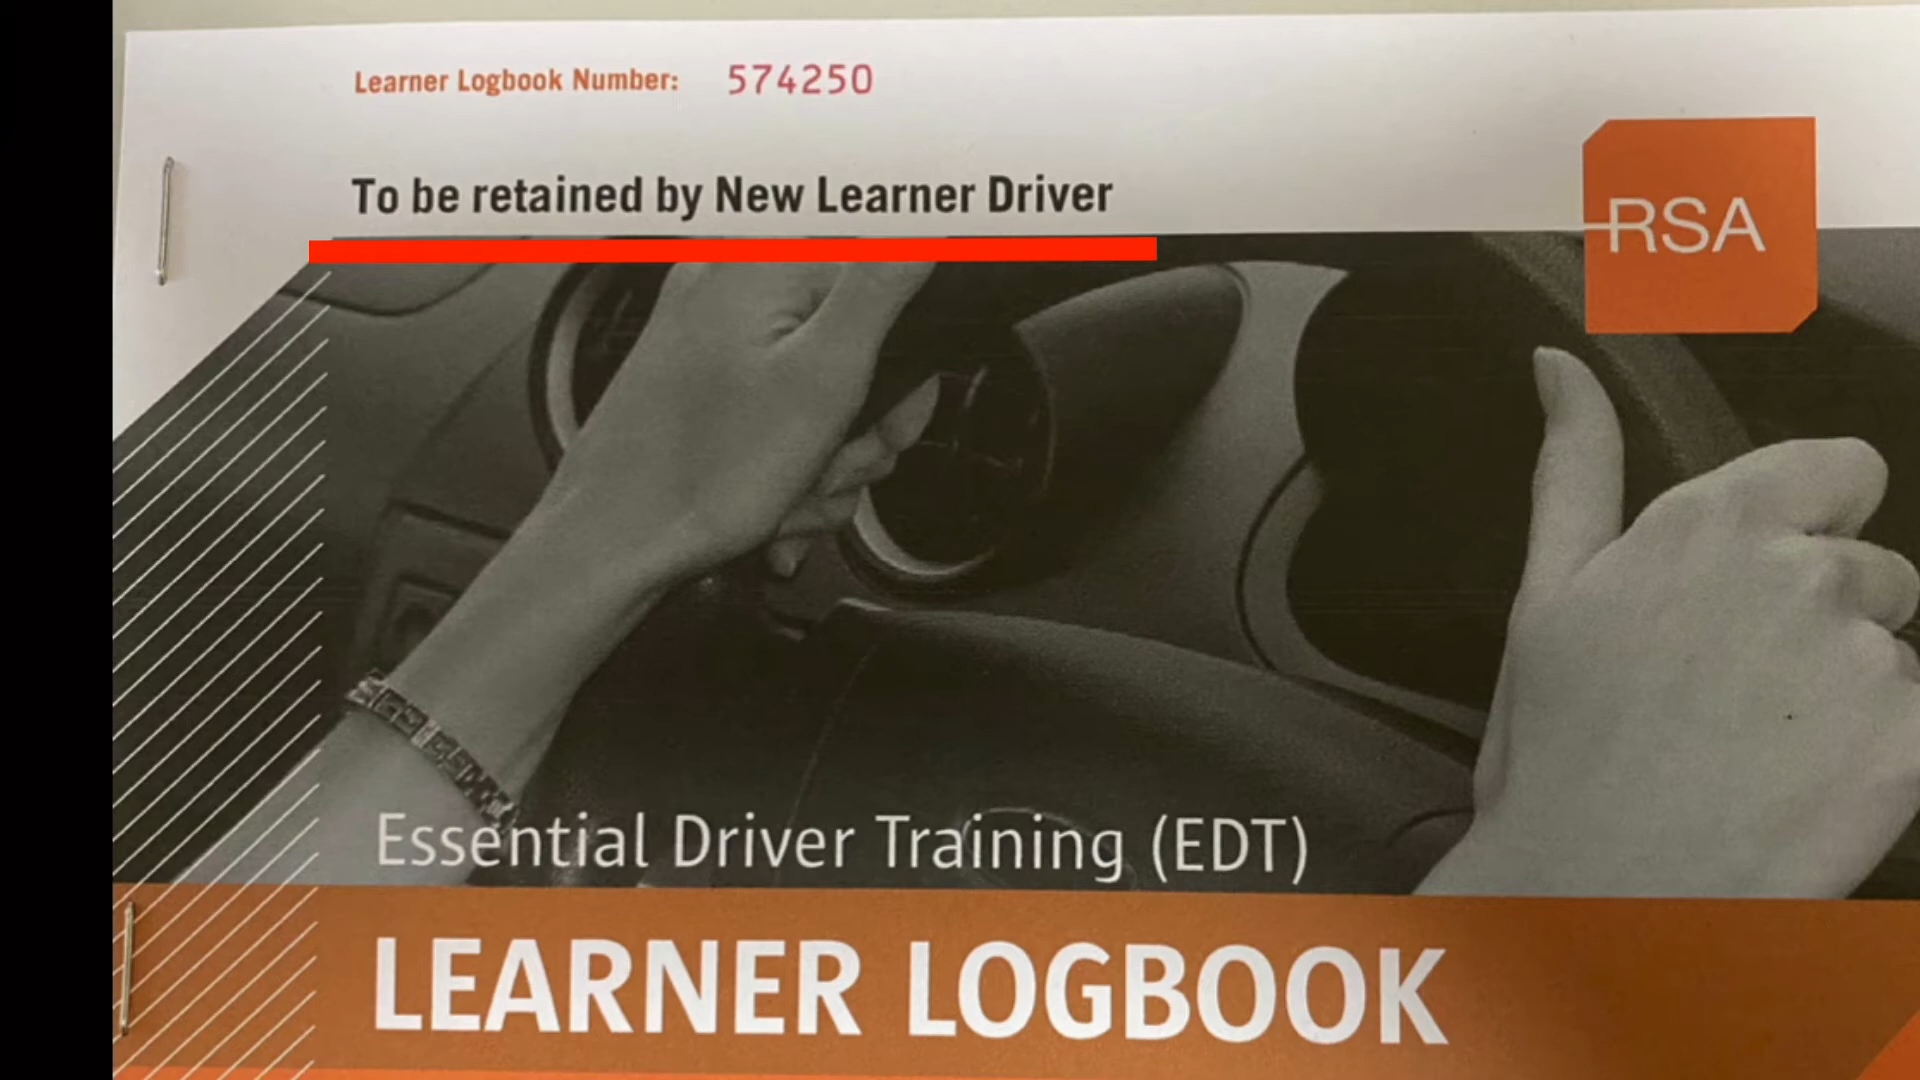 Learner Logbook Number: 574250
To be retained by New Learner Driver
RSA
Essential Driver Training (EDT)
LEARNER LOGBOOK